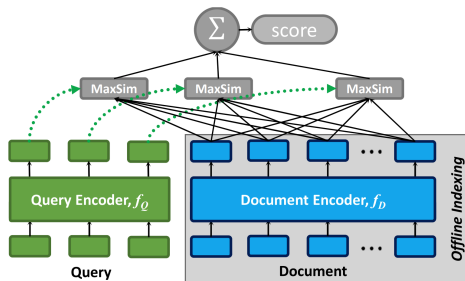 Σ
score
MaxSim
MaxSim
MaxSim
Query Encoder, f_Q
Document Encoder, f_D
Offline Indexing
Query
Document